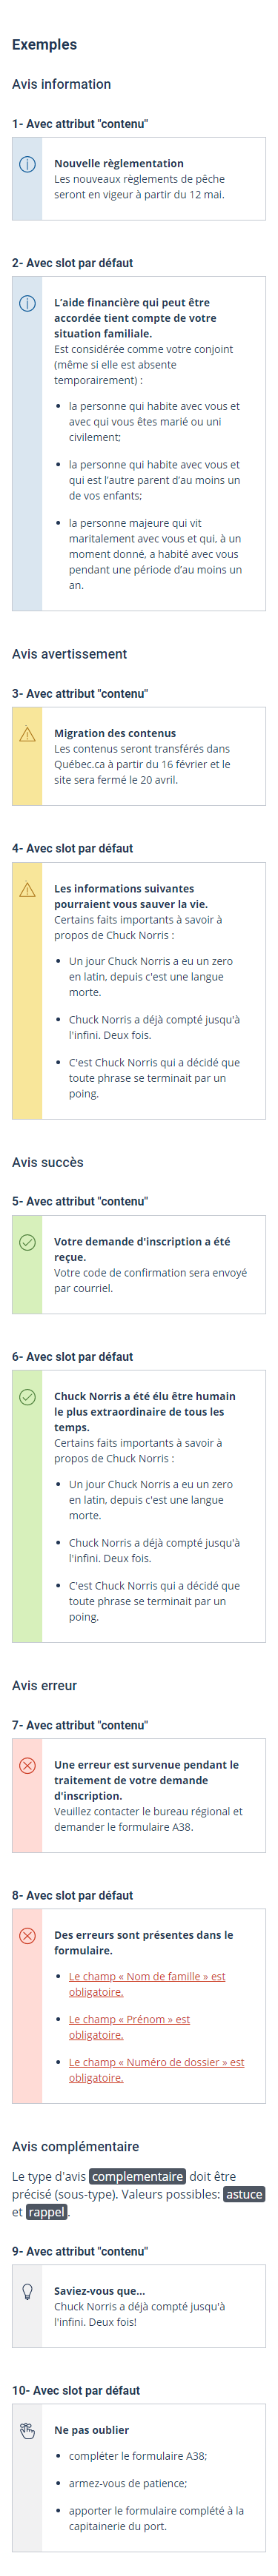 Exemples
Avis information
1- Avec attribut "contenu"
Nouvelle règlementation
Les nouveaux règlements de pêche
seront en vigeur à partir du 12 mai.
2- Avec slot par défaut
L’aide financière qui peut être
accordée tient compte de votre
situation familiale.
Est considérée comme votre conjoint
(même si elle est absente
temporairement) :
• la personne qui habite avec vous et
avec qui vous êtes marié ou uni
civilement;
• la personne qui habite avec vous et
qui est l’autre parent d’au moins un
de vos enfants;
• la personne majeure qui vit
maritalement avec vous et qui, à un
moment donné, a habité avec vous
pendant une période d’au moins un
an.
Avis avertissement
3- Avec attribut "contenu"
Migration des contenus
Les contenus seront transférés dans
Québec.ca à partir du 16 février et le
site sera fermé le 20 avril.
4- Avec slot par défaut
Les informations suivantes
pourraient vous sauver la vie.
Certains faits importants à savoir à
propos de Chuck Norris :
• Un jour Chuck Norris a eu un zero
en latin, depuis c'est une langue
morte.
• Chuck Norris a déjà compté jusqu'à
l'infini. Deux fois.
• C'est Chuck Norris qui a décidé que
toute phrase se terminait par un
poing.
Avis succès
5- Avec attribut "contenu"
Votre demande d'inscription a été
reçue.
Votre code de confirmation sera envoyé
par courriel.
6- Avec slot par défaut
Chuck Norris a été élu être humain
le plus extraordinaire de tous les
temps.
Certains faits importants à savoir à
propos de Chuck Norris :
• Un jour Chuck Norris a eu un zero
en latin, depuis c'est une langue
morte.
• Chuck Norris a déjà compté jusqu'à
l'infini. Deux fois.
• C'est Chuck Norris qui a décidé que
toute phrase se terminait par un
poing.
Avis erreur
7- Avec attribut "contenu"
Une erreur est survenue pendant le
traitement de votre demande
d'inscription.
Veuillez contacter le bureau régional et
demander le formulaire A38.
8- Avec slot par défaut
Des erreurs sont présentes dans le
formulaire.
• Le champ « Nom de famille » est
obligatoire.
• Le champ « Prénom » est
obligatoire.
• Le champ « Numéro de dossier » est
obligatoire.
Avis complémentaire
Le type d'avis complementaire doit être
précisé (sous-type). Valeurs possibles: astuce
et rappel.
9- Avec attribut "contenu"
Saviez-vous que...
Chuck Norris a déjà compté jusqu'à
l'infini. Deux fois!
10- Avec slot par défaut
Ne pas oublier
• compléter le formulaire A38;
• armez-vous de patience;
• apporter le formulaire complété à la
capitainerie du port.